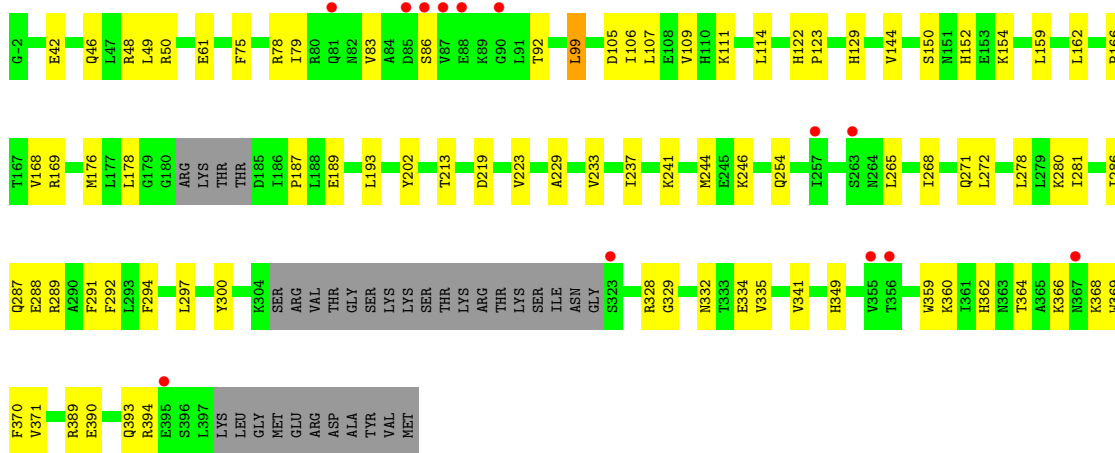 G-2 E42 Q46 L47 R48 L49 R50 E61 F75 R78 I79 R80 Q81 N82 V83 A84 D85 S86 V87 E88 K89 G90 L91 T92 L99 D105 I106 L107 E108 V109 H110 K111 L114 H122 P123 H129 V144 S150 N151 H152 E153 K154 L159 L162 R166
T167 V168 R169 M176 L177 L178 G179 G180 ARG LYS THR THR D185 I186 P187 L188 E189 L193 Y202 T213 D219 V223 A229 V233 I237 K241 M244 E245 K246 Q254 I257 S263 N264 L265 I268 Q271 L272 L278 L279 K280 I281 I286
Q287 E288 R289 A290 F291 F292 L293 F294 L297 Y300 K304 SER ARG VAL THR GLY SER LYS LYS SER THR LYS ARG THR LYS SER ILE ASN GLY S323 R328 G329 N332 T333 E334 V335 V341 H349 V355 T356 W359 K360 I361 H362 N363 T364 A365 K366 N367 K368
F370 V371 R389 E390 Q393 R394 E395 S396 L397 LYS LEU GLY MET GLU ARG ASP ALA TYR VAL MET